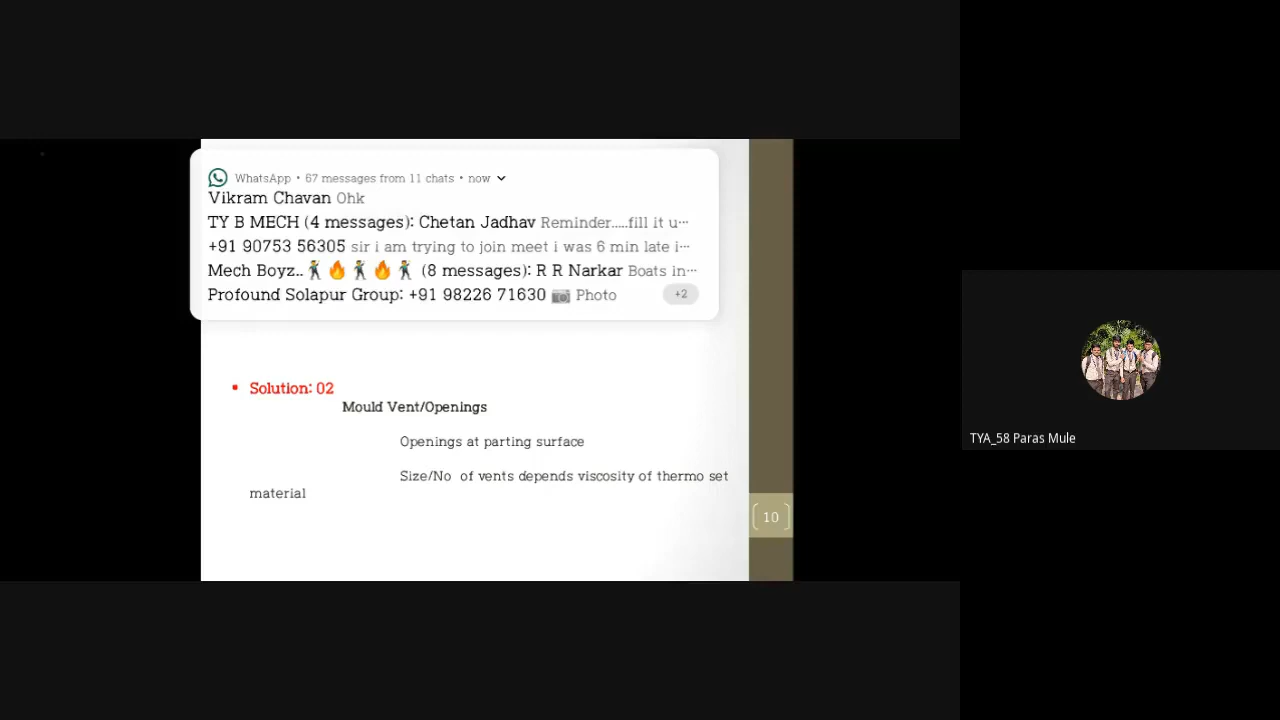 WhatsApp • 67 messages from 11 chats • now
Vikram Chavan Ohk
TY B MECH (4 messages): Chetan Jadhav Reminder.....fill it u...
+91 90753 56305 sir i am trying to join meet i was 6 min late i...
Mech Boyz..🕺🔥🕺🔥🕺 (8 messages): R R Narkar Boats in...
Profound Solapur Group: +91 98226 71630 📷 Photo +2
▪ Solution: 02
Mould Vent/Openings
Openings at parting surface
Size/No of vents depends viscosity of thermo set
material
10
TYA_58 Paras Mule